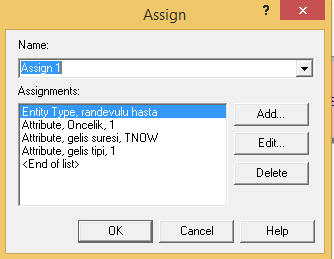 Assign
?
Name:
Assign 1
Assignments:
Entity Type, randevulu hasta
Attribute, Oncelik, 1
Attribute, gelis suresi, TNOW
Attribute, gelis tipi, 1
<End of list>
Add...
Edit...
Delete
OK
Cancel
Help